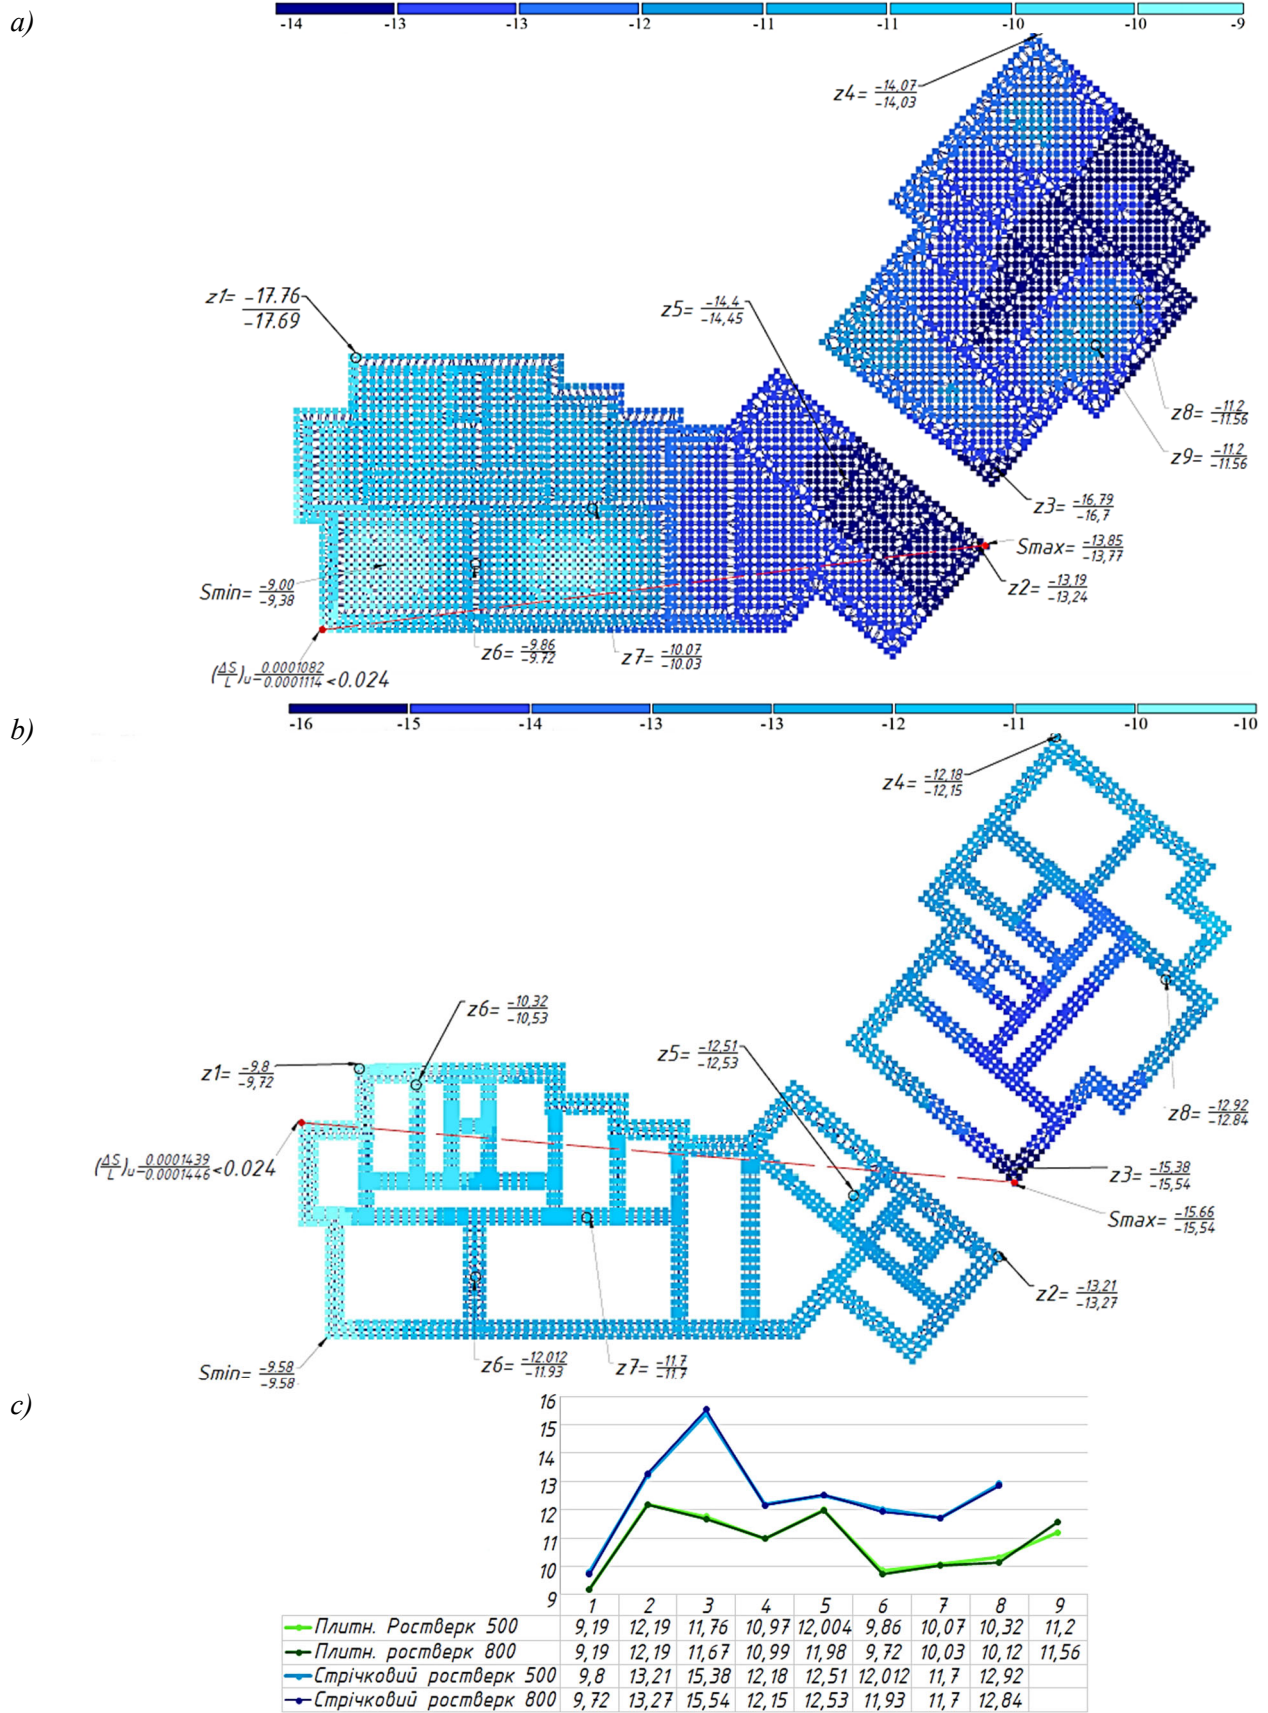 a)
-14 -13 -13 -12 -11 -11 -10 -10 -9
z4= -14,07
-14,03
z1= -17.76
-17.69
z5= -14,4
-14,45
z8= -11.2
-11.56
z9= -11.2
-11.56
z3= -16,79
-16,7
Smax= -13,85
-13,77
z2= -13,19
-13,24
Smin= -9,00
-9,38
z6= -9.86
-9.72
z7= -10.07
-10.03
(ΔS/L)u= 0.0001082
0.0001114 <0.024
b)
-16 -15 -14 -13 -13 -12 -11 -10 -10
z4= -12,18
-12,15
z6= -10,32
-10,53
z1= -9.8
-9,72
z5= -12,51
-12,53
z8= -12.92
-12.84
(ΔS/L)u= 0.0001439
0.0001446 <0.024
z3= -15,38
-15,54
Smax= -15.66
-15,54
z2= -13,21
-13,27
Smin= -9.58
-9.58
z6= -12.012
-11.93
z7= -11.7
-11.7
c)
16
15
14
13
12
11
10
9
1 2 3 4 5 6 7 8 9
Плитн. Ростверк 500 9,19 12,19 11,76 10,97 12,004 9,86 10,07 10,32 11,2
Плитн. ростверк 800 9,19 12,19 11,67 10,99 11,98 9,72 10,03 10,12 11,56
Стрічковий ростверк 500 9,8 13,21 15,38 12,18 12,51 12,012 11,7 12,92
Стрічковий ростверк 800 9,72 13,27 15,54 12,15 12,53 11,93 11,7 12,84